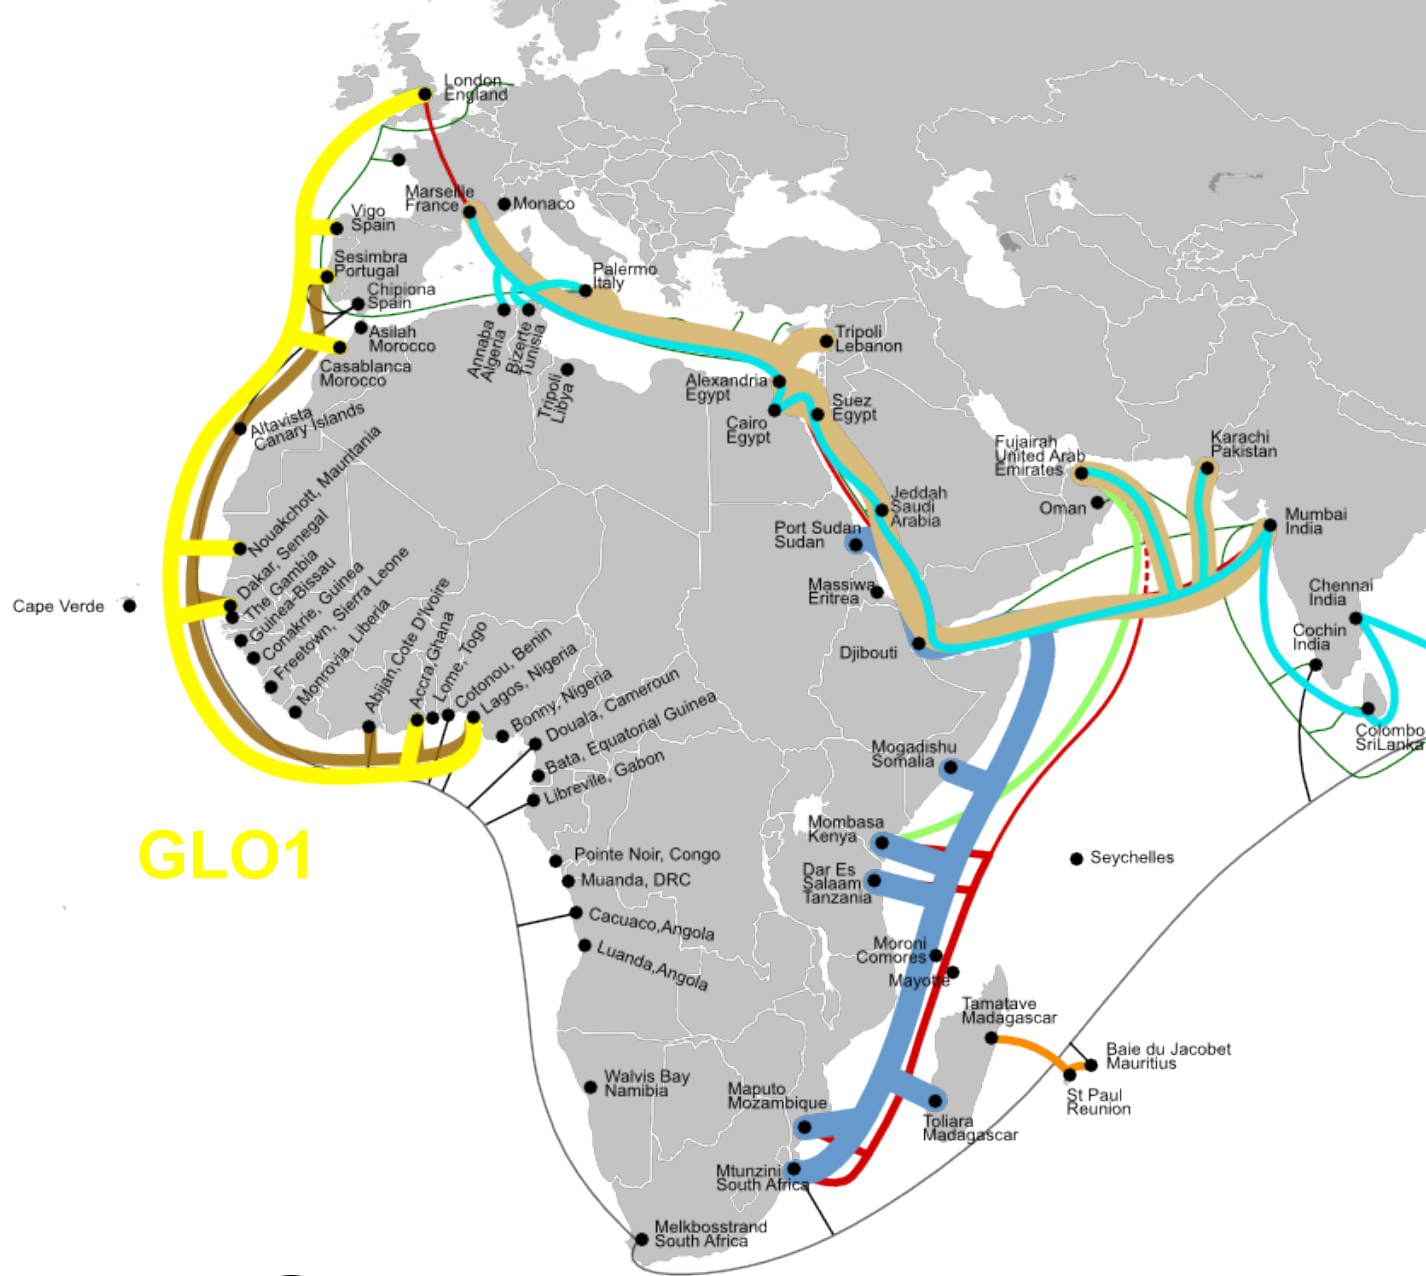 London
England
Marseille
France
Monaco
Vigo
Spain
Sesimbra
Portugal
Chipiona
Spain
Asilah
Morocco
Casablanca
Morocco
Palermo
Italy
Annaba
Algeria
Bizerte
Tunisia
Tripoli
Libya
Tripoli
Lebanon
Alexandria
Egypt
Cairo
Egypt
Suez
Egypt
Altavista
Canary Islands
Fujairah
United Arab
Emirates
Oman
Karachi
Pakistan
Mumbai
India
Jeddah
Saudi
Arabia
Port Sudan
Sudan
Massiwa
Eritrea
Djibouti
Chennai
India
Cochin
India
Colombo
SriLanka
Cape Verde
Nouakchott, Mauritania
Dakar, Senegal
The Gambia
Guinea-Bissau
Conakrie, Guinea
Freetown, Sierra Leone
Monrovia, Liberia
Abijan,Cote D'Ivoire
Accra,Ghana
Lome, Togo
Cotonou, Benin
Lagos, Nigeria
Bonny, Nigeria
Douala, Cameroun
Bata, Equatorial Guinea
Librevile, Gabon
GLO1
Pointe Noir, Congo
Muanda, DRC
Cacuaco,Angola
Luanda,Angola
Mogadishu
Somalia
Mombasa
Kenya
Dar Es
Salaam
Tanzania
Seychelles
Moroni
Comores
Mayotte
Tamatave
Madagascar
Baie du Jacobet
Mauritius
St Paul
Reunion
Toliara
Madagascar
Walvis Bay
Namibia
Maputo
Mozambique
Mtunzini
South Africa
Melkbosstrand
South Africa